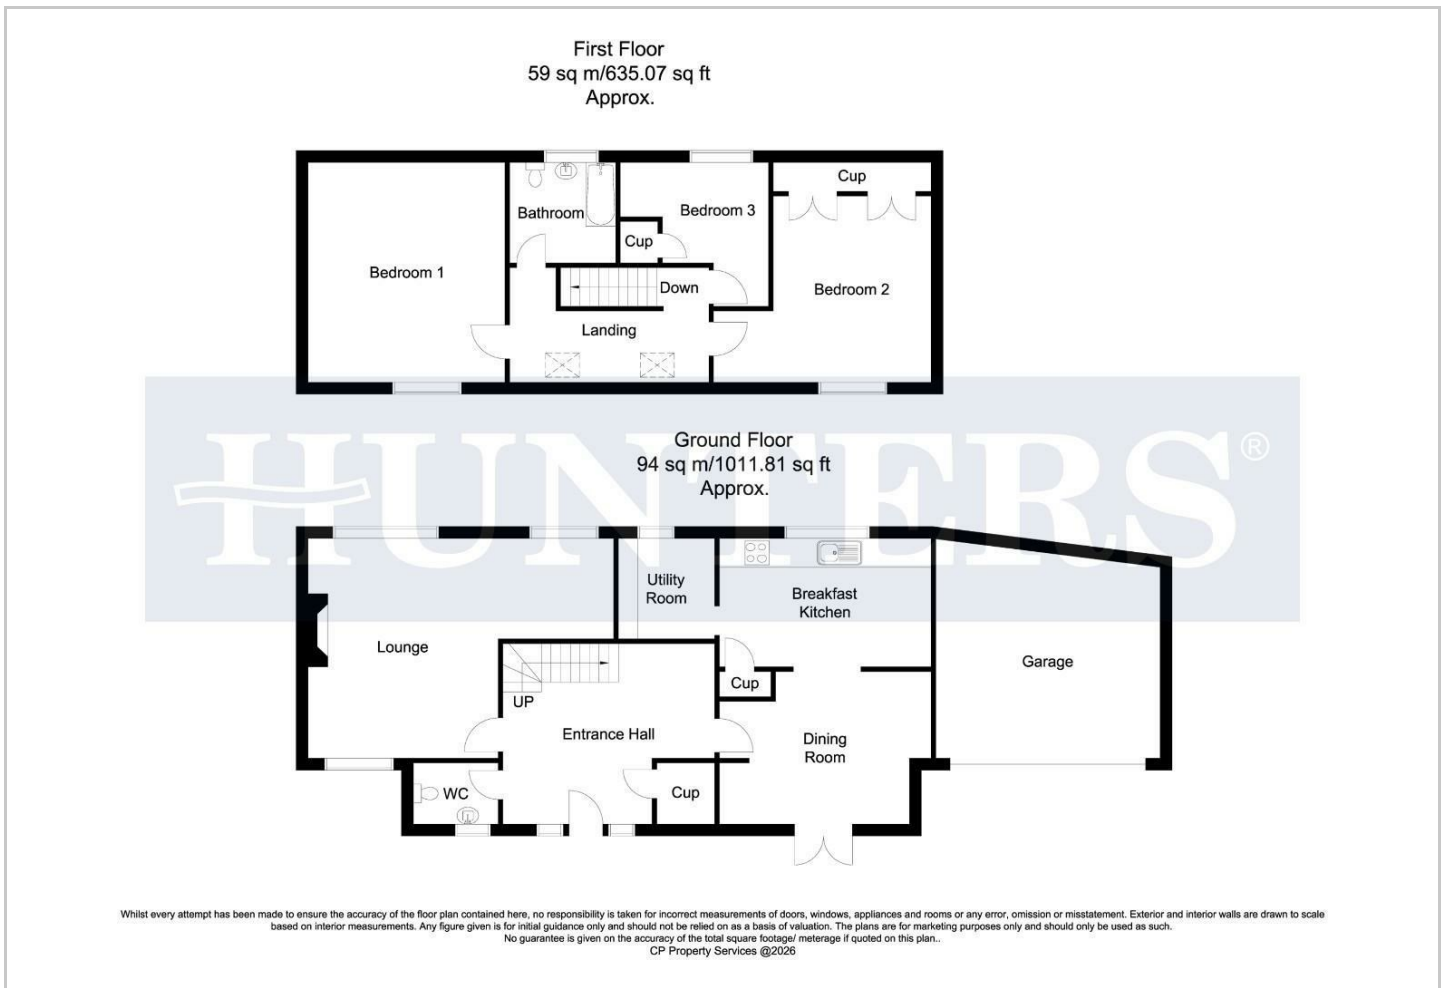 First Floor
59 sq m/635.07 sq ft
Approx.
Cup
Bathroom
Bedroom 3
Cup
Bedroom 1
Down
Bedroom 2
Landing
HUNTERS®
Ground Floor
94 sq m/1011.81 sq ft
Approx.
Utility
Room
Breakfast
Kitchen
Lounge
Garage
Cup
UP
Entrance Hall
Dining
Room
WC
Cup
Whilst every attempt has been made to ensure the accuracy of the floor plan contained here, no responsibility is taken for incorrect measurements of doors, windows, appliances and rooms or any error, omission or misstatement. Exterior and interior walls are drawn to scale
based on interior measurements. Any figure given is for initial guidance only and should not be relied on as a basis of valuation. The plans are for marketing purposes only and should only be used as such.
No guarantee is given on the accuracy of the total square footage/ meterage if quoted on this plan..
CP Property Services @2026